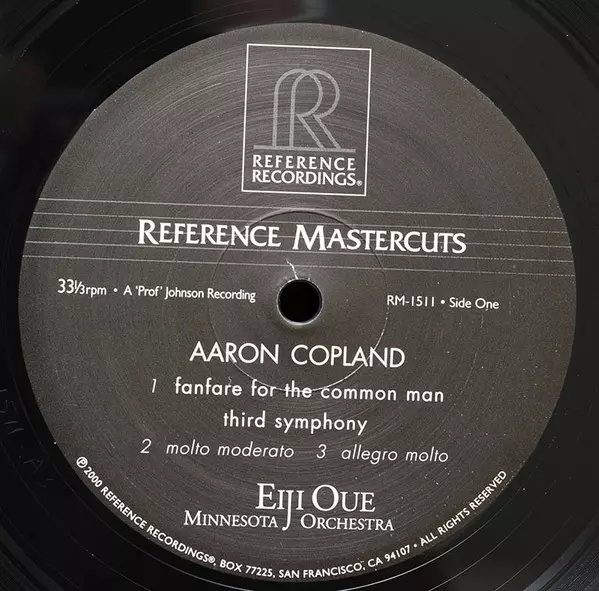 REFERENCE
RECORDINGS®
REFERENCE MASTERCUTS
33⅓rpm • A 'Prof' Johnson Recording
RM-1511 • Side One
AARON COPLAND
1 fanfare for the common man
third symphony
2 molto moderato 3 allegro molto
EIJI OUE
MINNESOTA ORCHESTRA
℗2000 REFERENCE RECORDINGS®, BOX 77225, SAN FRANCISCO, CA 94107 • ALL RIGHTS RESERVED